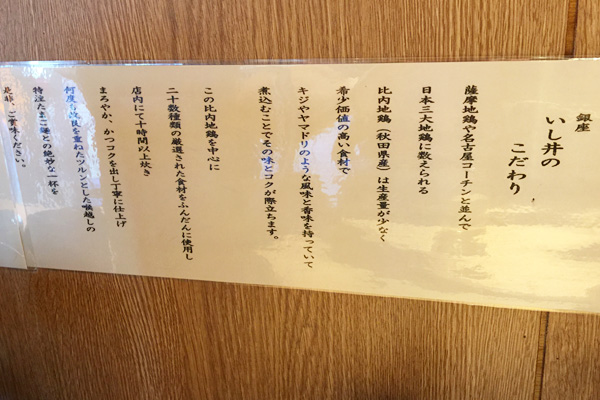 銀座
いし井の
こだわり
薩摩地鶏や名古屋コーチンと並んで
日本三大地鶏に数えられる
比内地鶏（秋田県産）は生産量が少なく
希少価値の高い食材で
キジやヤマドリのような風味と香味を持っていて
煮込むことでその味とコクが際立ちます。
この比内地鶏を中心に
二十数種類の厳選された食材をふんだんに使用し
店内にて十時間以上炊き
まろやか、かつコクを出し丁寧に仕上げ
何度も改良を重ねたツルンとした喉越しの
特注たまご麺との絶妙な一杯を
是非、ご賞味ください。